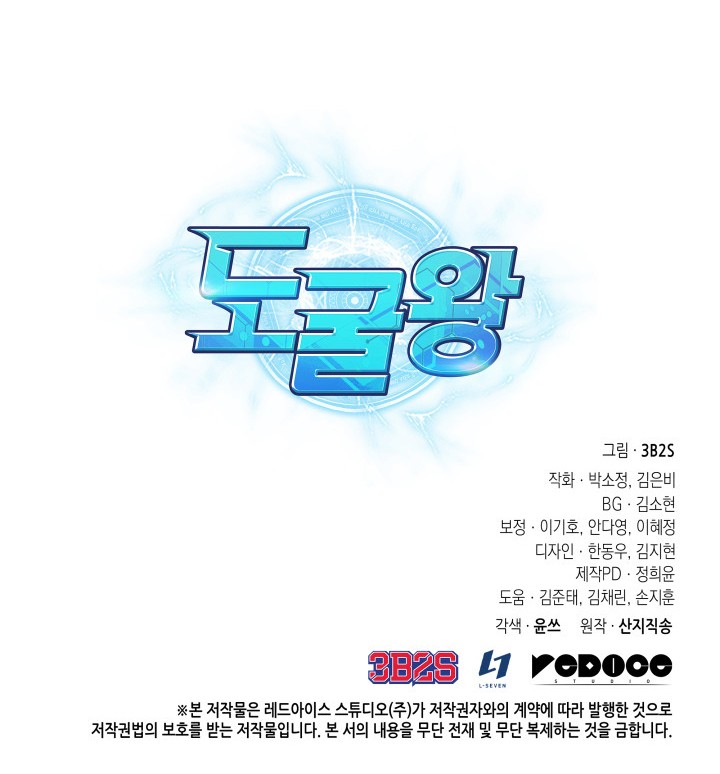 도굴왕
그림 · 3B2S
작화 · 박소정, 김은비
BG · 김소현
보정 · 이기호, 안다영, 이혜정
디자인 · 한동우, 김지현
제작PD · 정희윤
도움 · 김준태, 김채린, 손지훈
각색 · 윤쓰 원작 · 산지직송
3B2S L-SEVEN REDICE STUDIO
※본 저작물은 레드아이스 스튜디오(주)가 저작권자와의 계약에 따라 발행한 것으로
저작권법의 보호를 받는 저작물입니다. 본 서의 내용을 무단 전재 및 무단 복제하는 것을 금합니다.